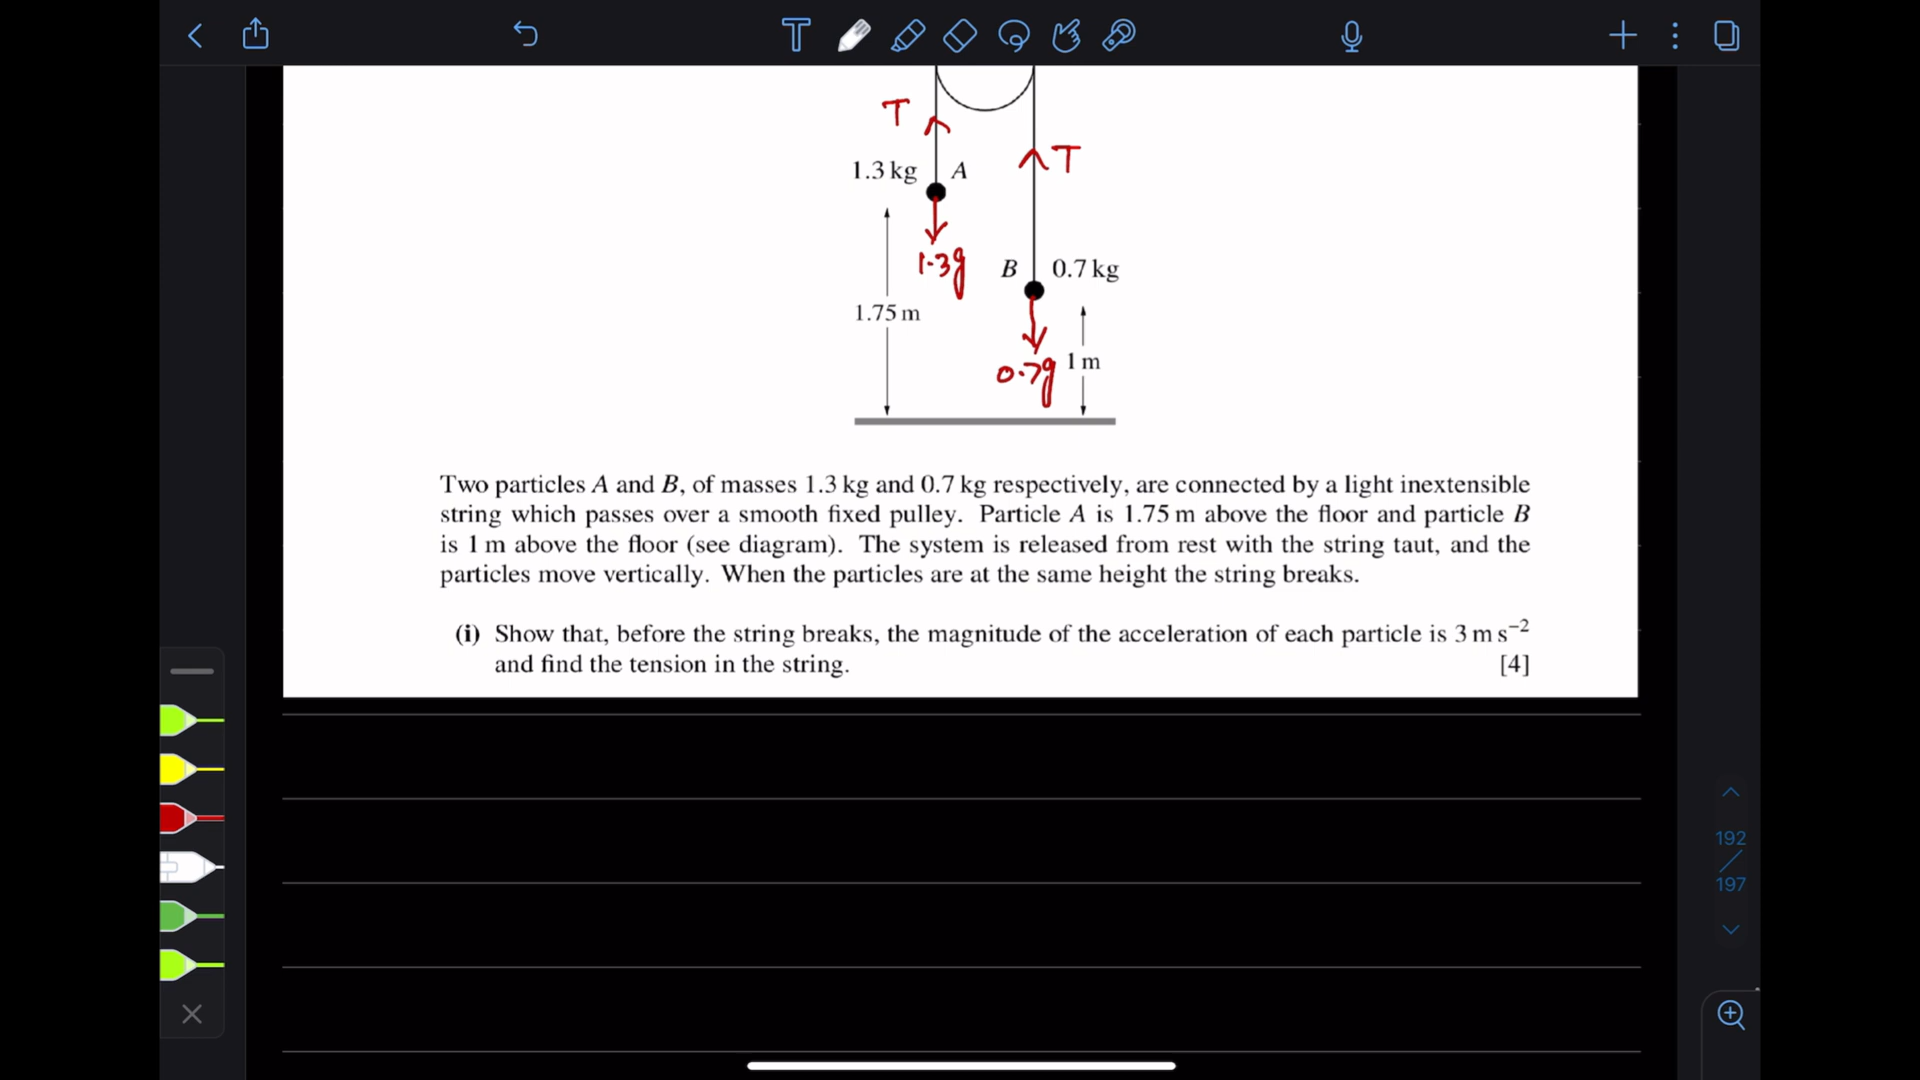 T
T
1.3 kg A
1.3g
B 0.7 kg
1.75 m
0.7g
1 m
Two particles A and B, of masses 1.3 kg and 0.7 kg respectively, are connected by a light inextensible
string which passes over a smooth fixed pulley. Particle A is 1.75 m above the floor and particle B
is 1 m above the floor (see diagram). The system is released from rest with the string taut, and the
particles move vertically. When the particles are at the same height the string breaks.
(i) Show that, before the string breaks, the magnitude of the acceleration of each particle is 3 m s⁻²
and find the tension in the string. [4]
192
197